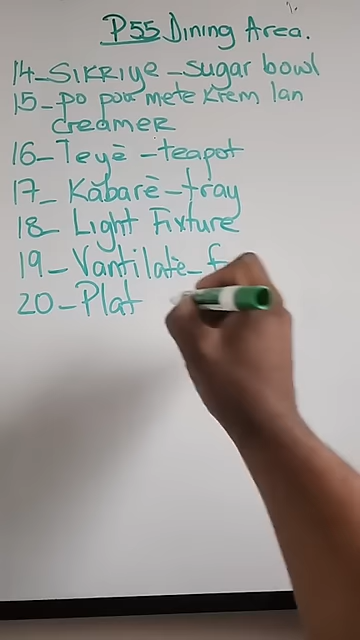 P55 Dining Area.
14-Sikriye-sugar bowl
15-po pou mete Krem lan
creamer
16-Teyè-teapot
17-Kabarè-tray
18-Light Fixture
19-Vantilatè-f
20-Plat